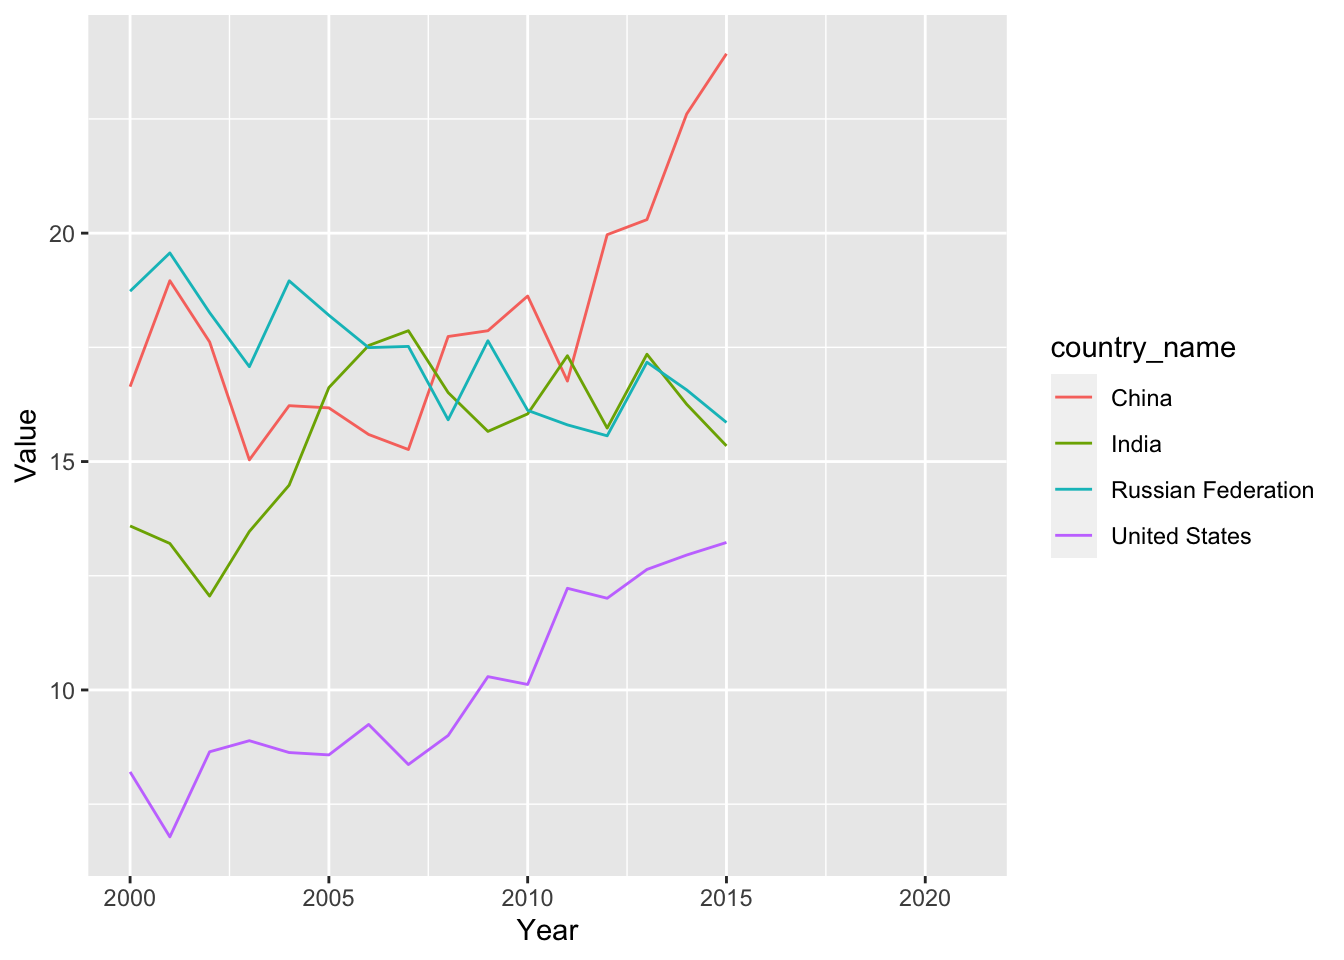 20
15
10
Value
2000 2005 2010 2015 2020
Year
country_name
China
India
Russian Federation
United States